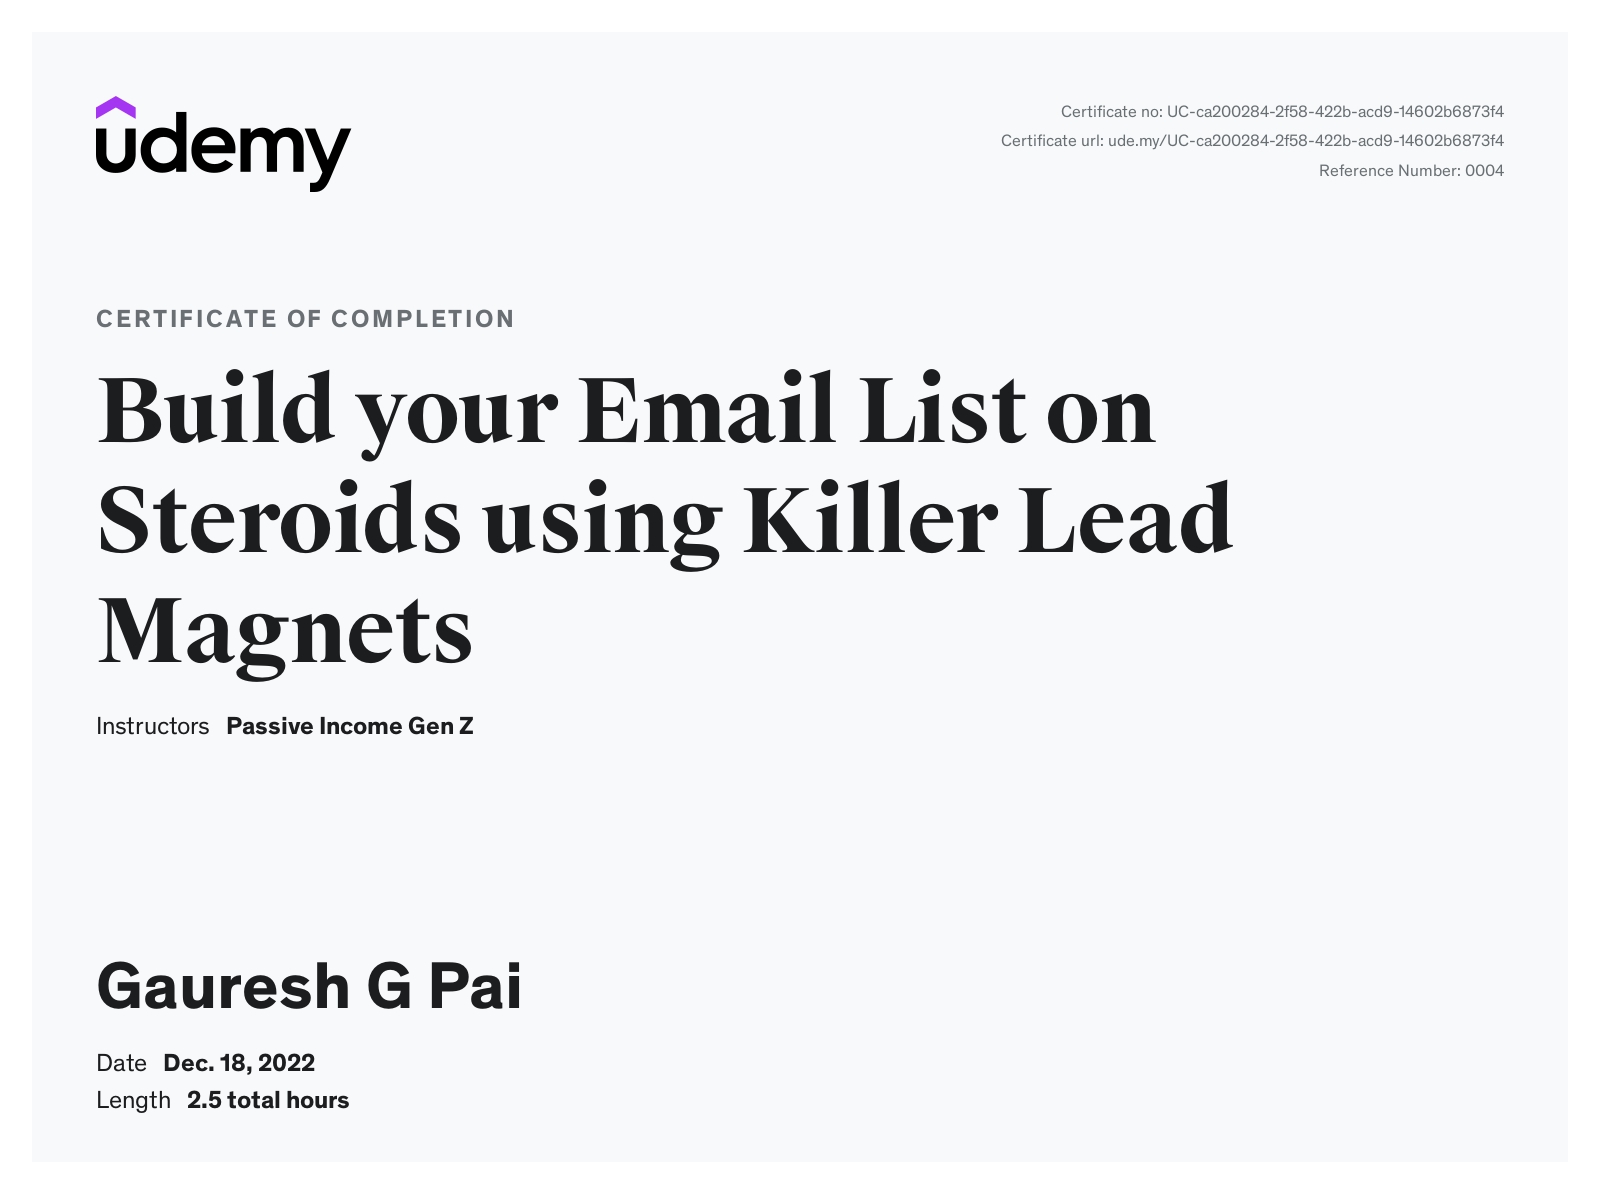 udemy
Certificate no: UC-ca200284-2f58-422b-acd9-14602b6873f4
Certificate url: ude.my/UC-ca200284-2f58-422b-acd9-14602b6873f4
Reference Number: 0004
CERTIFICATE OF COMPLETION
Build your Email List on
Steroids using Killer Lead
Magnets
Instructors Passive Income Gen Z
Gauresh G Pai
Date Dec. 18, 2022
Length 2.5 total hours